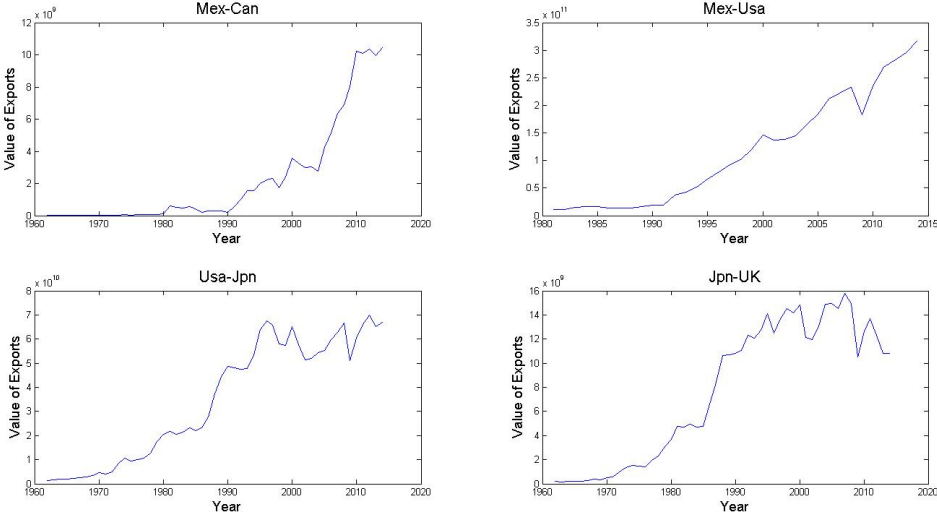 Mex-Can
x 10^9
12
10
8
6
4
2
0
1960 1970 1980 1990 2000 2010 2020
Value of Exports
Year
Mex-Usa
x 10^11
3.5
3
2.5
2
1.5
1
0.5
0
1980 1985 1990 1995 2000 2005 2010 2015
Value of Exports
Year
Usa-Jpn
x 10^10
8
7
6
5
4
3
2
1
0
1960 1970 1980 1990 2000 2010 2020
Value of Exports
Year
Jpn-UK
x 10^9
16
14
12
10
8
6
4
2
0
1960 1970 1980 1990 2000 2010 2020
Value of Exports
Year